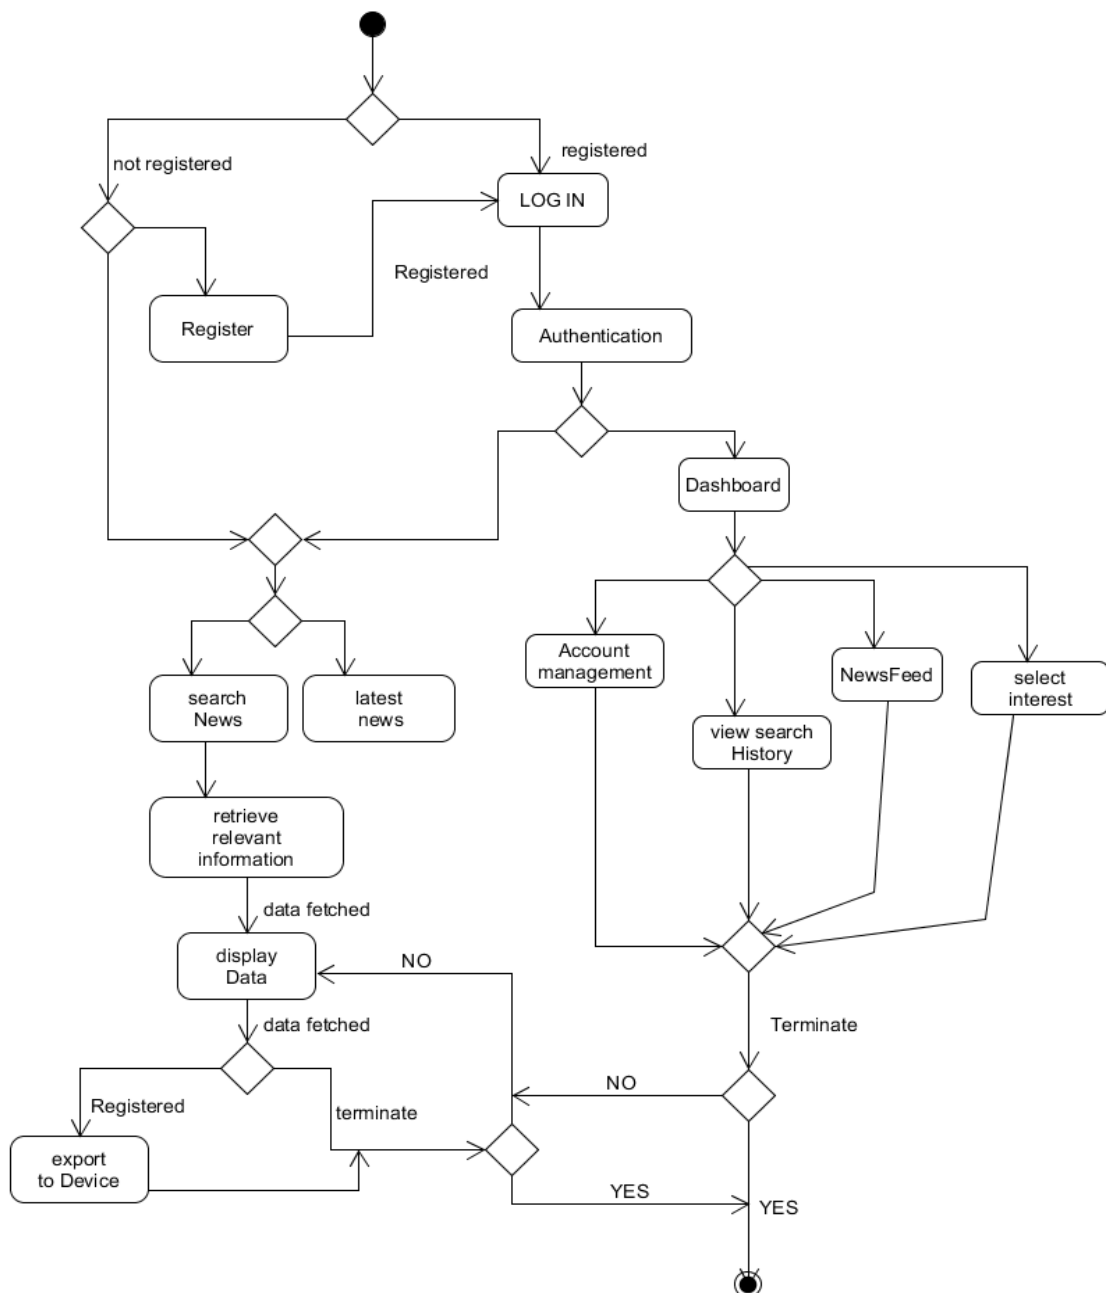 not registered
registered
LOG IN
Registered
Register
Authentication
Dashboard
Account
management
NewsFeed
select
interest
search
News
latest
news
view search
History
retrieve
relevant
information
data fetched
display
Data
NO
data fetched
Terminate
NO
Registered
terminate
export
to Device
YES
YES